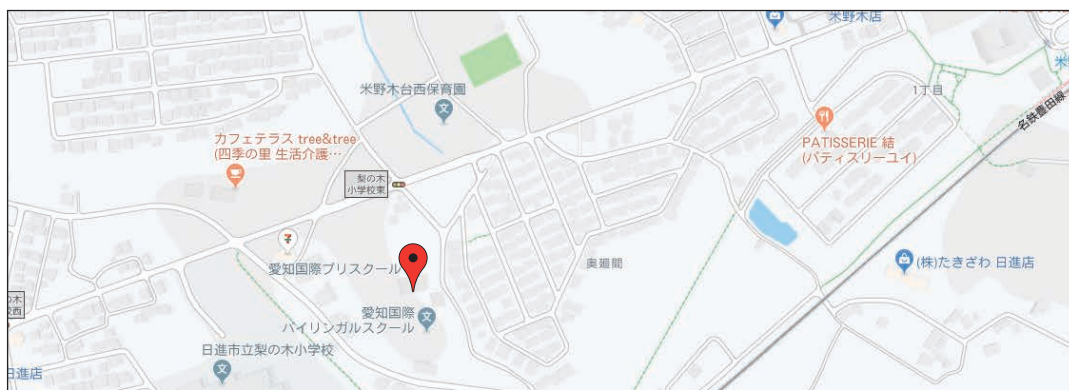 米野木店
米野木台西保育園
1丁目
名鉄豊田線
カフェテラス tree&tree
(四季の里 生活介護…
PATISSERIE 結
(パティスリーユイ)
梨の木
小学校東
愛知国際プリスクール
奥廻間
(株)たきざわ 日進店
愛知国際
バイリンガルスクール
日進市立梨の木小学校
日進店